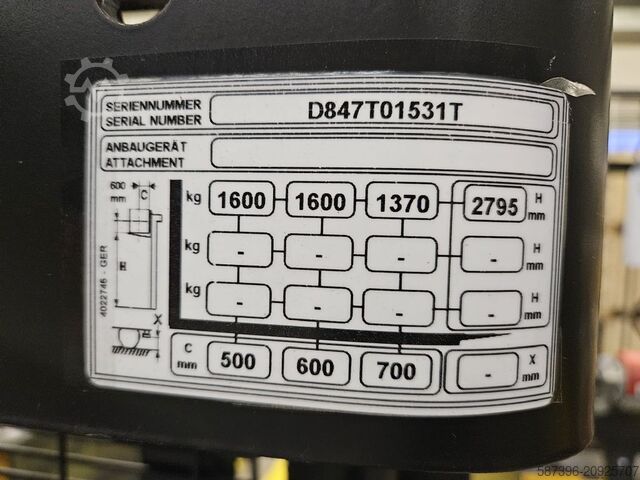 SERIENNUMMER
SERIAL NUMBER D847T01531T
ANBAUGERÄT
ATTACHMENT
600 mm C
kg 1600 1600 1370 2795 H mm
kg - - - - H mm
H
kg - - - - H mm
X
4022746 - GER
C mm 500 600 700 - X mm
587396-20925707